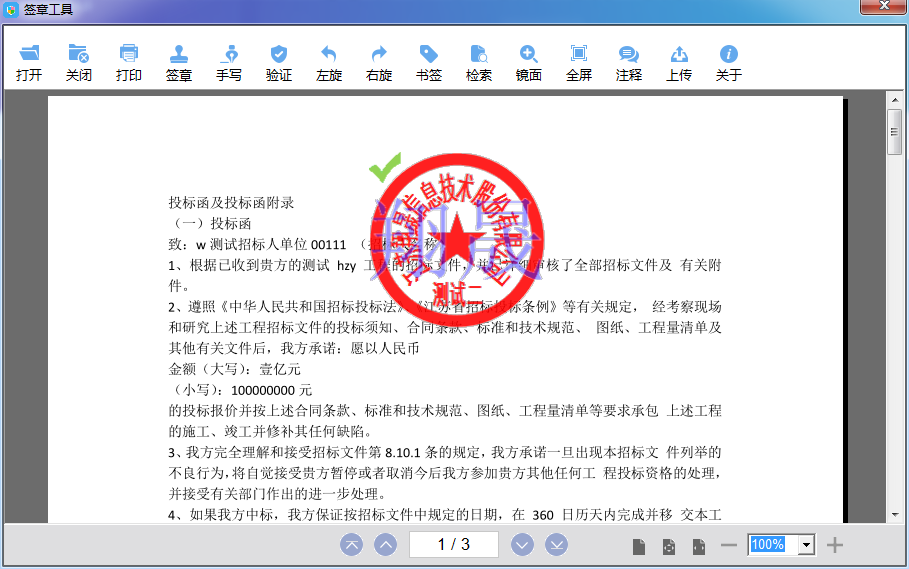 签章工具
打开 关闭 打印 签章 手写 验证 左旋 右旋 书签 检索 镜面 全屏 注释 上传 关于
投标函及投标函附录
（一）投标函
致：w 测试招标人单位 00111 （招标人名称
1、根据已收到贵方的测试 hzy 工程的招标文件，并已详细审核了全部招标文件及 有关附
件。
2、遵照《中华人民共和国招标投标法》《江苏省招标投标条例》等有关规定， 经考察现场
和研究上述工程招标文件的投标须知、合同条款、标准和技术规范、 图纸、工程量清单及
其他有关文件后，我方承诺：愿以人民币
金额（大写）：壹亿元
（小写）：100000000 元
的投标报价并按上述合同条款、标准和技术规范、图纸、工程量清单等要求承包 上述工程
的施工、竣工并修补其任何缺陷。
3、我方完全理解和接受招标文件第 8.10.1 条的规定，我方承诺一旦出现本招标文 件列举的
不良行为，将自觉接受贵方暂停或者取消今后我方参加贵方其他任何工 程投标资格的处理，
并接受有关部门作出的进一步处理。
4、如果我方中标，我方保证按招标文件中规定的日期，在 360 日历天内完成并移 交本工
信息技术股份有限公司
测试二
1 / 3
100%